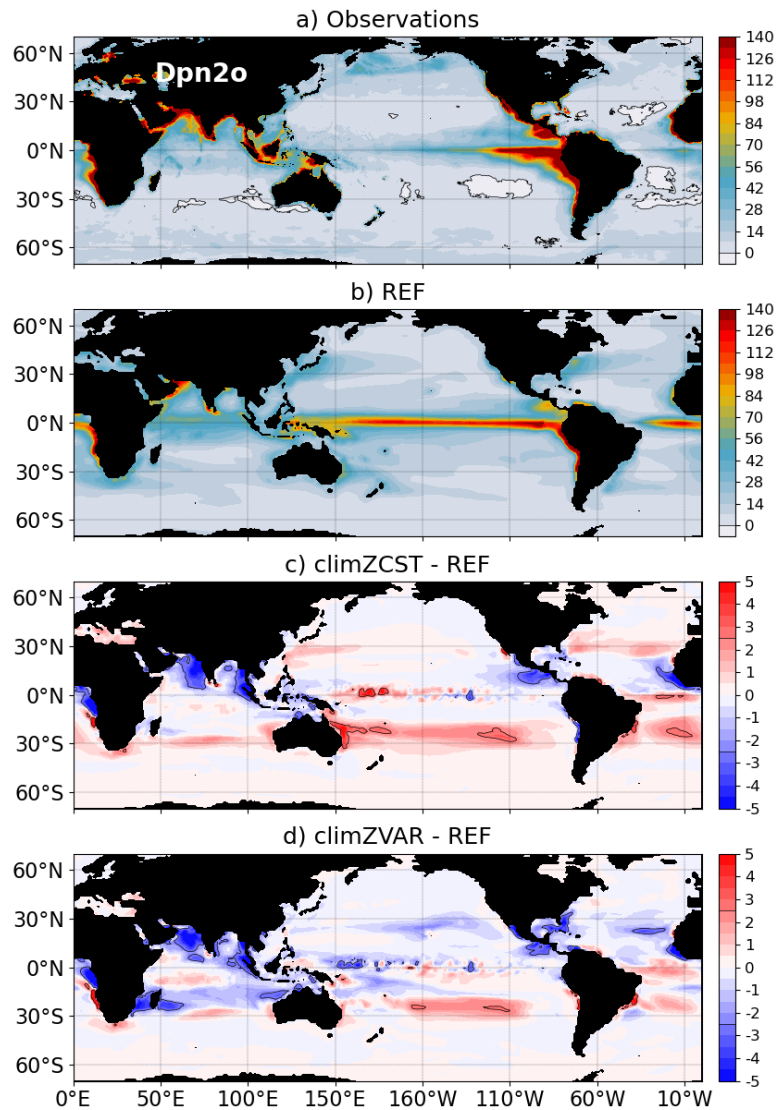 a) Observations
Dpn2o
60°N
30°N
0°N
30°S
60°S
140
126
112
98
84
70
56
42
28
14
0
b) REF
60°N
30°N
0°N
30°S
60°S
140
126
112
98
84
70
56
42
28
14
0
c) climZCST - REF
60°N
30°N
0°N
30°S
60°S
5
4
3
2
1
0
-1
-2
-3
-4
-5
d) climZVAR - REF
60°N
30°N
0°N
30°S
60°S
5
4
3
2
1
0
-1
-2
-3
-4
-5
0°E 50°E 100°E 150°E 160°W 110°W 60°W 10°W